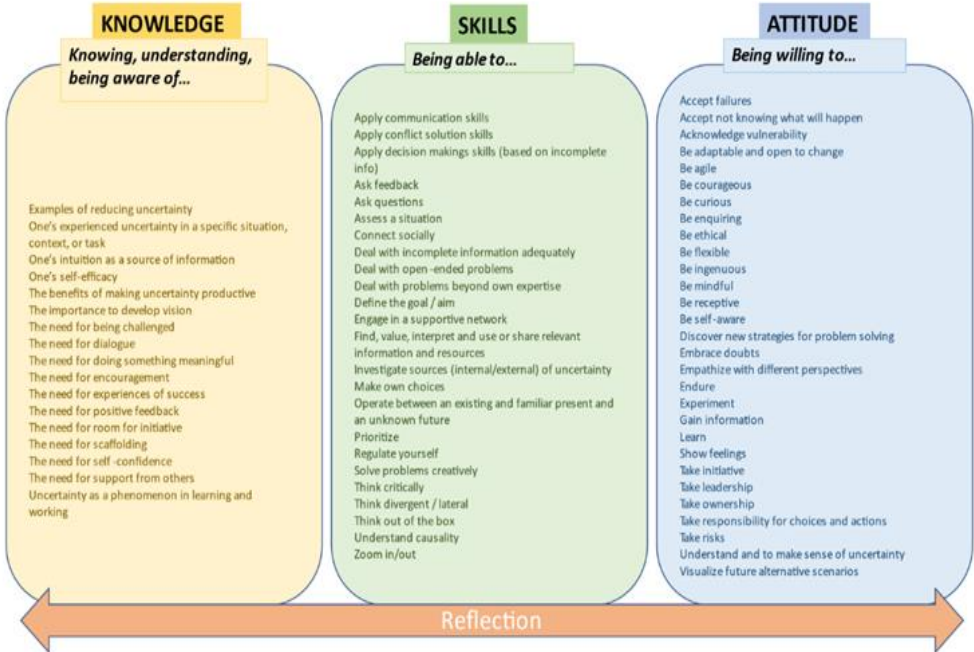 KNOWLEDGE
Knowing, understanding,
being aware of...
Examples of reducing uncertainty
One's experienced uncertainty in a specific situation,
context, or task
One's intuition as a source of information
One's self-efficacy
The benefits of making uncertainty productive
The importance to develop vision
The need for being challenged
The need for dialogue
The need for doing something meaningful
The need for encouragement
The need for experiences of success
The need for positive feedback
The need for room for initiative
The need for scaffolding
The need for self -confidence
The need for support from others
Uncertainty as a phenomenon in learning and
working
SKILLS
Being able to...
Apply communication skills
Apply conflict solution skills
Apply decision makings skills (based on incomplete
info)
Ask feedback
Ask questions
Assess a situation
Connect socially
Deal with incomplete information adequately
Deal with open -ended problems
Deal with problems beyond own expertise
Define the goal / aim
Engage in a supportive network
Find, value, interpret and use or share relevant
information and resources
Investigate sources (internal/external) of uncertainty
Make own choices
Operate between an existing and familiar present and
an unknown future
Prioritize
Regulate yourself
Solve problems creatively
Think critically
Think divergent / lateral
Think out of the box
Understand causality
Zoom in/out
ATTITUDE
Being willing to...
Accept failures
Accept not knowing what will happen
Acknowledge vulnerability
Be adaptable and open to change
Be agile
Be courageous
Be curious
Be enquiring
Be ethical
Be flexible
Be ingenuous
Be mindful
Be receptive
Be self-aware
Discover new strategies for problem solving
Embrace doubts
Empathize with different perspectives
Endure
Experiment
Gain information
Learn
Show feelings
Take initiative
Take leadership
Take ownership
Take responsibility for choices and actions
Take risks
Understand and to make sense of uncertainty
Visualize future alternative scenarios
Reflection